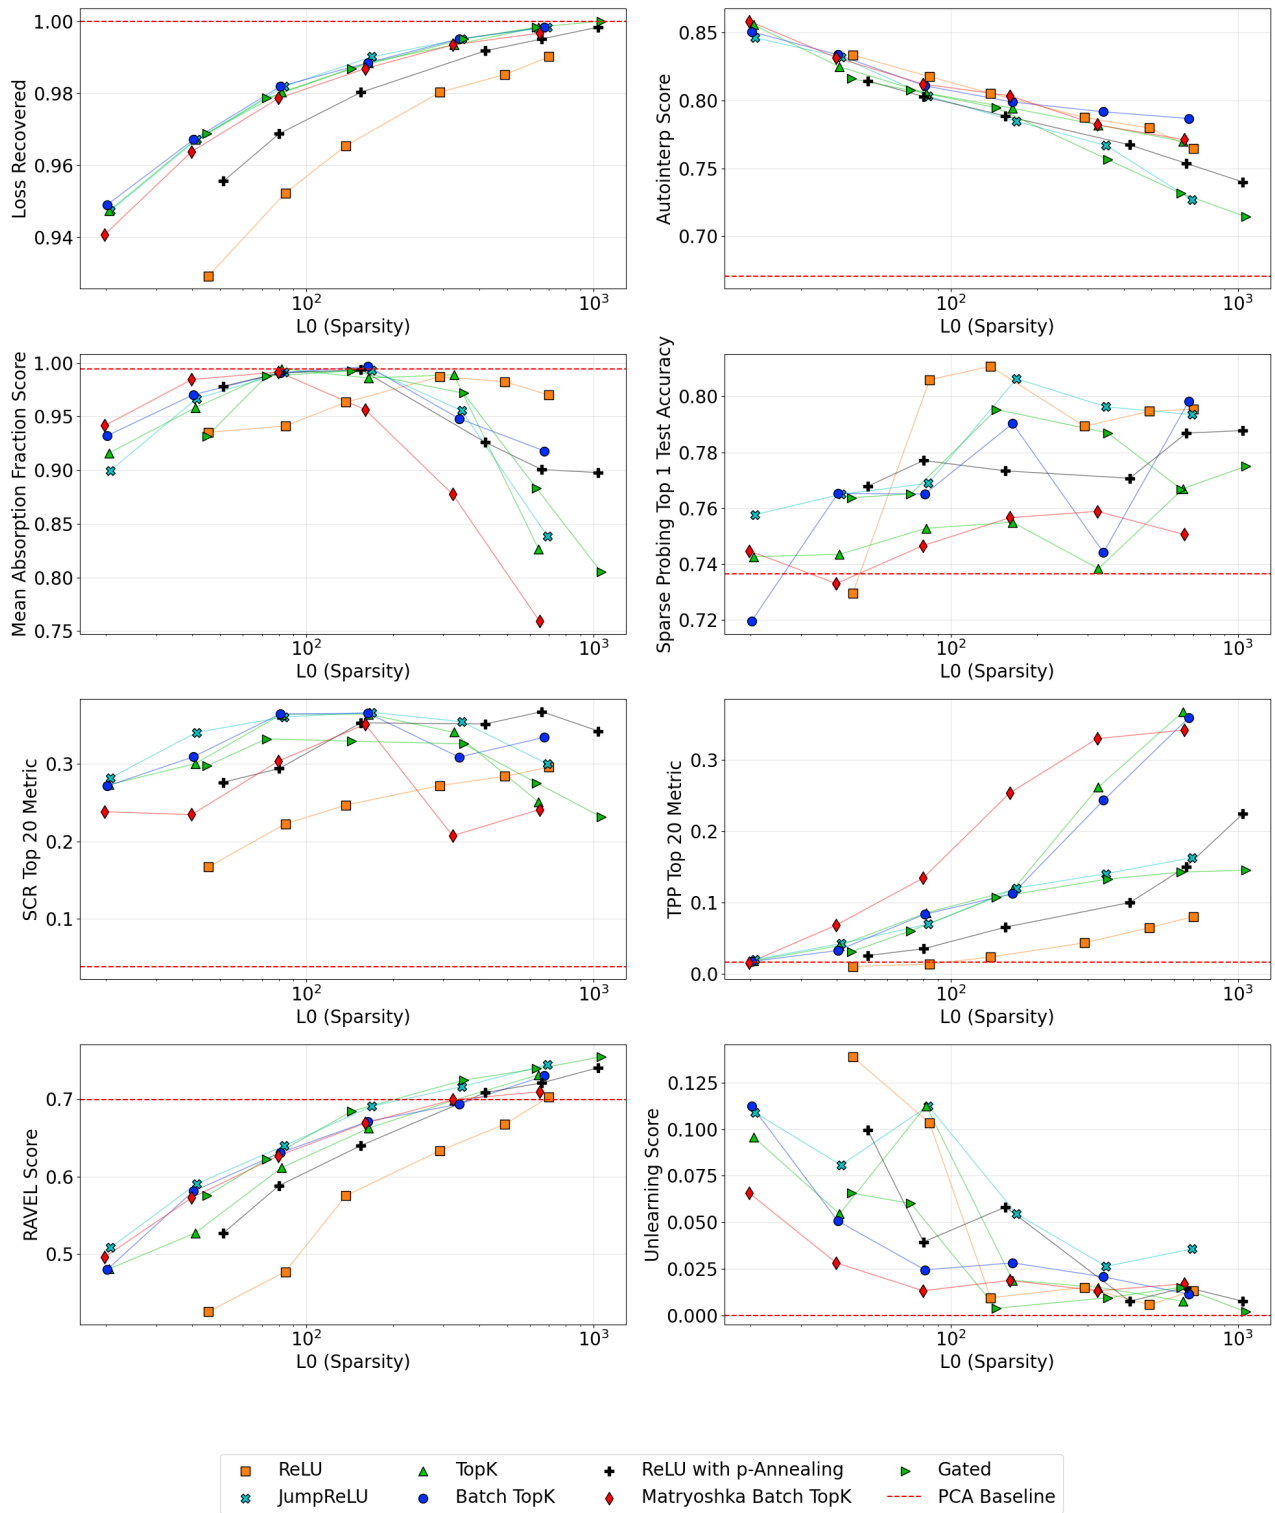 1.00
0.98
0.96
0.94
Loss Recovered
10²
10³
L0 (Sparsity)
0.85
0.80
0.75
0.70
Autointerp Score
10²
10³
L0 (Sparsity)
1.00
0.95
0.90
0.85
0.80
0.75
Mean Absorption Fraction Score
10²
10³
L0 (Sparsity)
0.80
0.78
0.76
0.74
0.72
Sparse Probing Top 1 Test Accuracy
10²
10³
L0 (Sparsity)
0.3
0.2
0.1
SCR Top 20 Metric
10²
10³
L0 (Sparsity)
0.3
0.2
0.1
0.0
TPP Top 20 Metric
10²
10³
L0 (Sparsity)
0.7
0.6
0.5
RAVEL Score
10²
10³
L0 (Sparsity)
0.125
0.100
0.075
0.050
0.025
0.000
Unlearning Score
10²
10³
L0 (Sparsity)
ReLU
TopK
ReLU with p-Annealing
Gated
JumpReLU
Batch TopK
Matryoshka Batch TopK
PCA Baseline